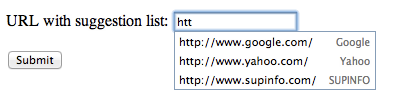 URL with suggestion list: htt
http://www.google.com/ Google
http://www.yahoo.com/ Yahoo
http://www.supinfo.com/ SUPINFO
Submit